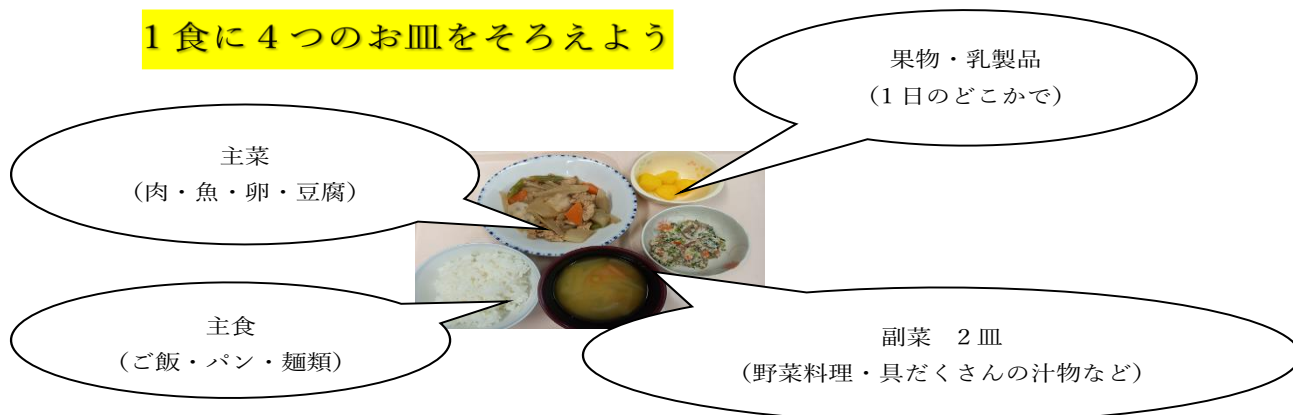 １食に４つのお皿をそろえよう
果物・乳製品
（1日のどこかで）
主菜
（肉・魚・卵・豆腐）
主食
（ご飯・パン・麺類）
副菜　2皿
（野菜料理・具だくさんの汁物など）